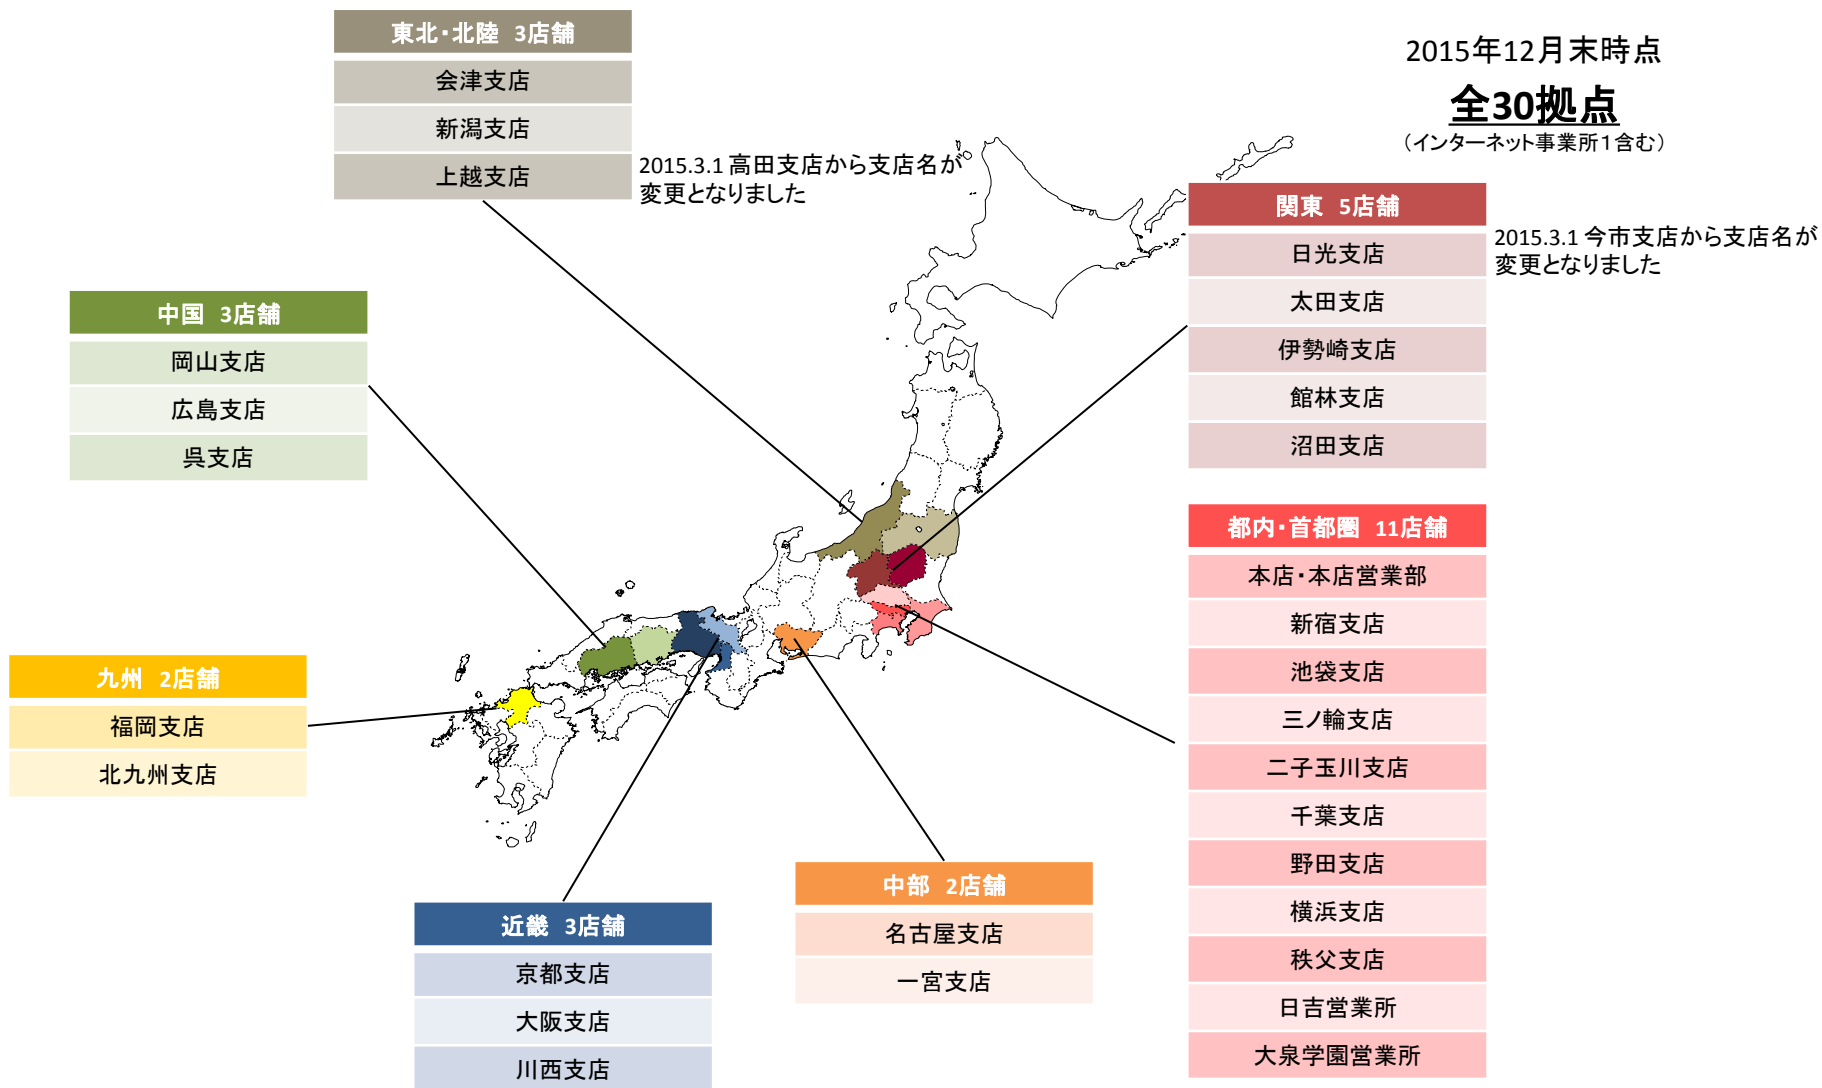 東北・北陸 3店舗
会津支店
新潟支店
上越支店
2015.3.1 高田支店から支店名が
変更となりました
2015年12月末時点
全30拠点
（インターネット事業所1含む）
関東 5店舗
日光支店
太田支店
伊勢崎支店
館林支店
沼田支店
2015.3.1 今市支店から支店名が
変更となりました
中国 3店舗
岡山支店
広島支店
呉支店
都内・首都圏 11店舗
本店・本店営業部
新宿支店
池袋支店
三ノ輪支店
二子玉川支店
千葉支店
野田支店
横浜支店
秩父支店
日吉営業所
大泉学園営業所
九州 2店舗
福岡支店
北九州支店
中部 2店舗
名古屋支店
一宮支店
近畿 3店舗
京都支店
大阪支店
川西支店